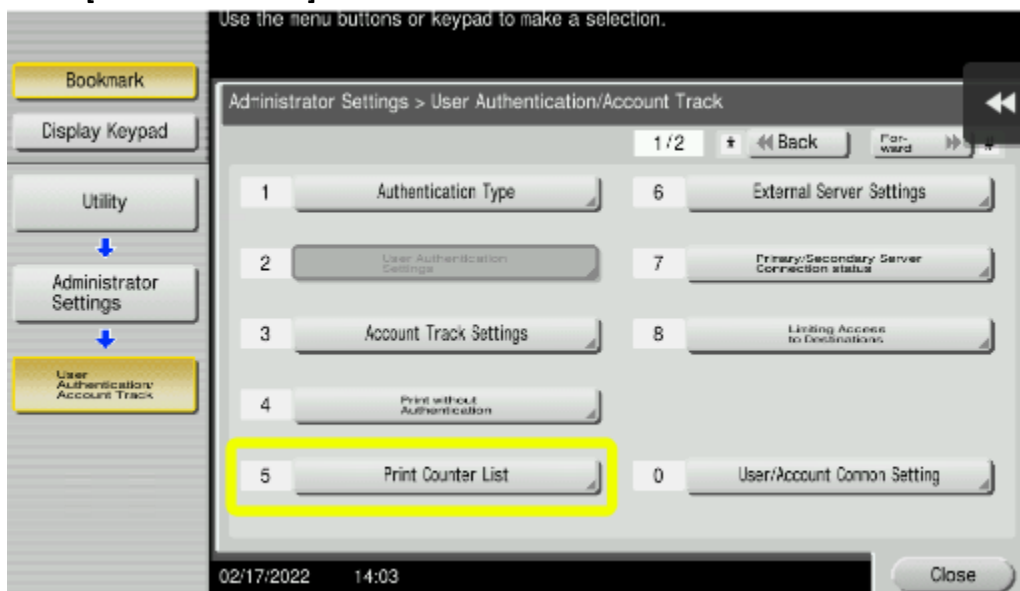 Use the menu buttons or keypad to make a selection.
Bookmark
Display Keypad
Utility
Administrator
Settings
User
Authentication/
Account Track
Administrator Settings > User Authentication/Account Track
1/2
* Back
For-
ward #
1 Authentication Type
2 User Authentication
Settings
3 Account Track Settings
4 Print without
Authentication
5 Print Counter List
6 External Server Settings
7 Primary/Secondary Server
Connection status
8 Limiting Access
to Destinations
0 User/Account Common Setting
02/17/2022 14:03
Close